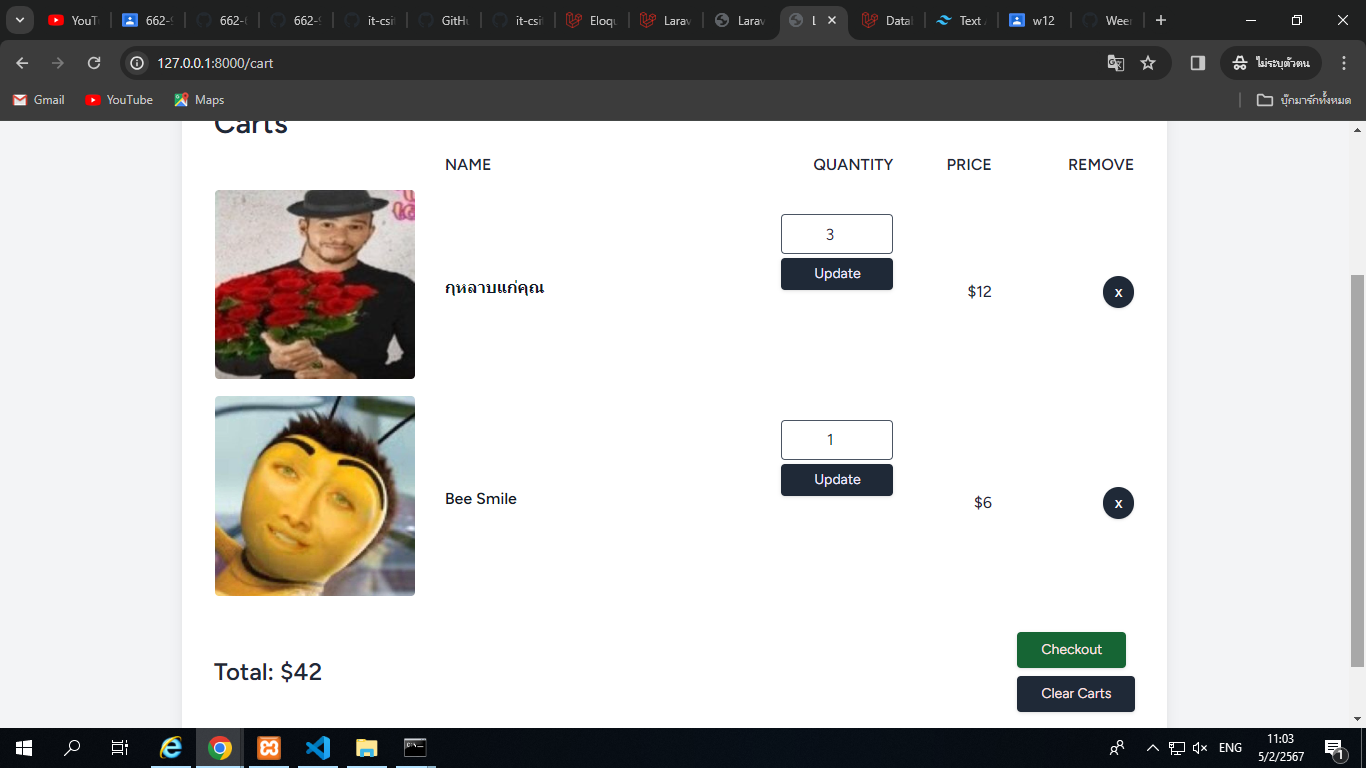 YouT
662-9
662-6
662-9
it-csit
GitHu
it-csit
Eloqu
Larav
Larav
L
Datal
Text
w12
Weer
127.0.0.1:8000/cart
ไม่ระบุตัวตน
Gmail
YouTube
Maps
บุ๊กมาร์กทั้งหมด
Carts
NAME QUANTITY PRICE REMOVE
3
Update
กุหลาบแก่คุณ
$12
x
1
Update
Bee Smile
$6
x
Checkout
Total: $42
Clear Carts
ENG
11:03
5/2/2567
1